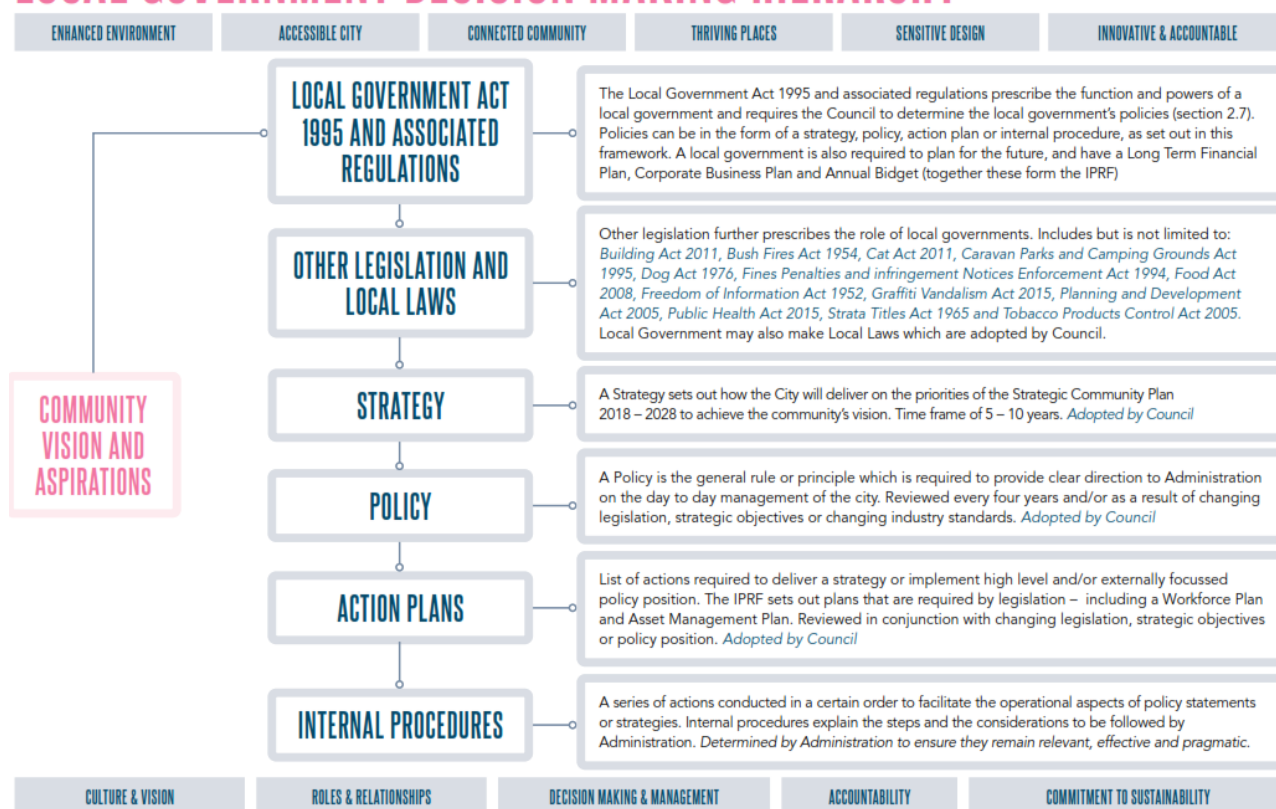 LOCAL GOVERNMENT DECISION MAKING HIERARCHY
ENHANCED ENVIRONMENT
ACCESSIBLE CITY
CONNECTED COMMUNITY
THRIVING PLACES
SENSITIVE DESIGN
INNOVATIVE & ACCOUNTABLE
COMMUNITY
VISION AND
ASPIRATIONS
LOCAL GOVERNMENT ACT
1995 AND ASSOCIATED
REGULATIONS
The Local Government Act 1995 and associated regulations prescribe the function and powers of a
local government and requires the Council to determine the local government's policies (section 2.7).
Policies can be in the form of a strategy, policy, action plan or internal procedure, as set out in this
framework. A local government is also required to plan for the future, and have a Long Term Financial
Plan, Corporate Business Plan and Annual Budget (together these form the IPRF)
OTHER LEGISLATION AND
LOCAL LAWS
Other legislation further prescribes the role of local governments. Includes but is not limited to:
Building Act 2011, Bush Fires Act 1954, Cat Act 2011, Caravan Parks and Camping Grounds Act
1995, Dog Act 1976, Fines Penalties and infringement Notices Enforcement Act 1994, Food Act
2008, Freedom of Information Act 1952, Graffiti Vandalism Act 2015, Planning and Development
Act 2005, Public Health Act 2015, Strata Titles Act 1965 and Tobacco Products Control Act 2005.
Local Government may also make Local Laws which are adopted by Council.
STRATEGY
A Strategy sets out how the City will deliver on the priorities of the Strategic Community Plan
2018 – 2028 to achieve the community's vision. Time frame of 5 – 10 years. Adopted by Council
POLICY
A Policy is the general rule or principle which is required to provide clear direction to Administration
on the day to day management of the city. Reviewed every four years and/or as a result of changing
legislation, strategic objectives or changing industry standards. Adopted by Council
ACTION PLANS
List of actions required to deliver a strategy or implement high level and/or externally focussed
policy position. The IPRF sets out plans that are required by legislation – including a Workforce Plan
and Asset Management Plan. Reviewed in conjunction with changing legislation, strategic objectives
or policy position. Adopted by Council
INTERNAL PROCEDURES
A series of actions conducted in a certain order to facilitate the operational aspects of policy statements
or strategies. Internal procedures explain the steps and the considerations to be followed by
Administration. Determined by Administration to ensure they remain relevant, effective and pragmatic.
CULTURE & VISION
ROLES & RELATIONSHIPS
DECISION MAKING & MANAGEMENT
ACCOUNTABILITY
COMMITMENT TO SUSTAINABILITY